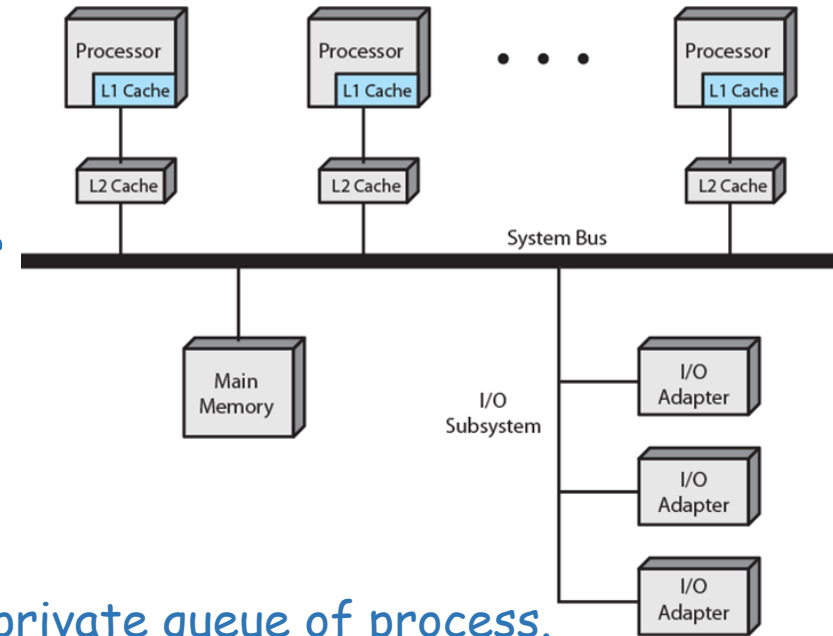 Processor
L1 Cache
Processor
L1 Cache
Processor
L1 Cache
L2 Cache
L2 Cache
L2 Cache
System Bus
Main
Memory
I/O
Subsystem
I/O
Adapter
I/O
Adapter
I/O
Adapter
private queue of process.